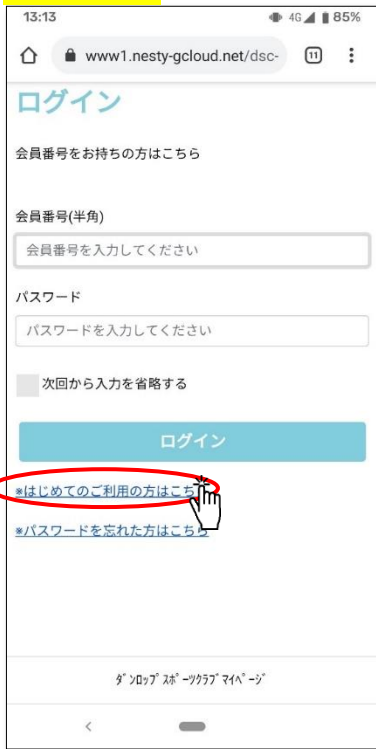 13:13 4G 85%
www1.nesty-gcloud.net/dsc- 11
ログイン
会員番号をお持ちの方はこちら
会員番号(半角)
会員番号を入力してください
パスワード
パスワードを入力してください
次回から入力を省略する
ログイン
※はじめてのご利用の方はこち
※パスワードを忘れた方はこちら
ダンロップスポーツクラブマイページ